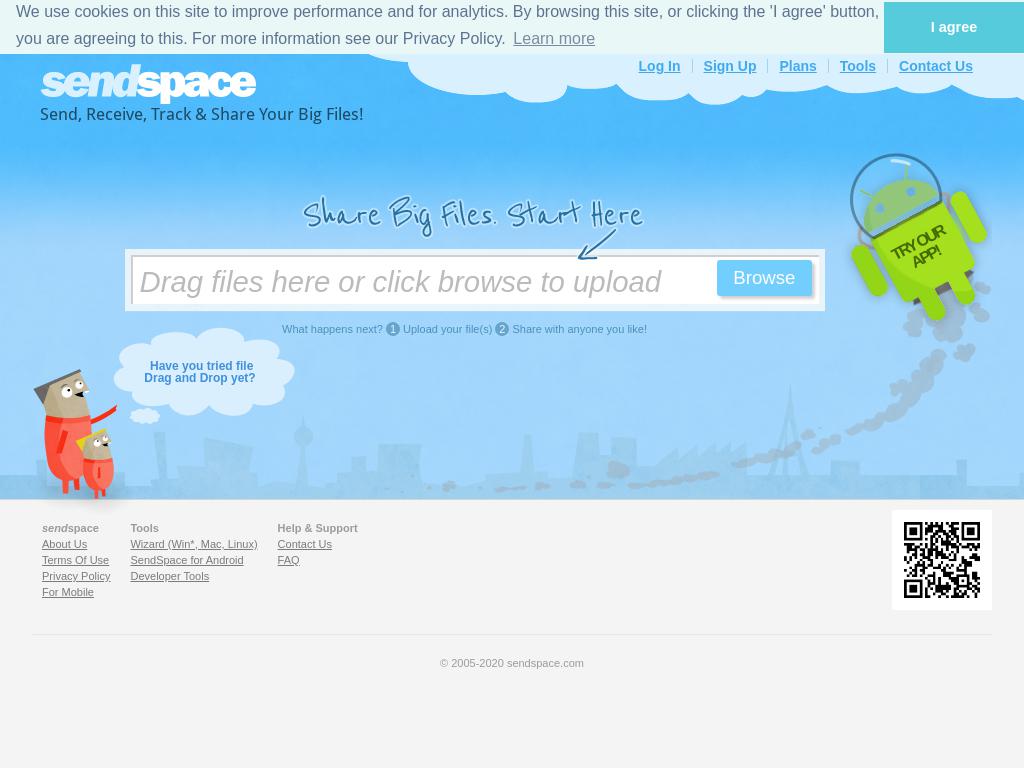 We use cookies on this site to improve performance and for analytics. By browsing this site, or clicking the 'I agree' button,
you are agreeing to this. For more information see our Privacy Policy. Learn more
I agree
Log In
Sign Up
Plans
Tools
Contact Us
sendspace
Send, Receive, Track & Share Your Big Files!
Share Big Files. Start Here
TRY OUR
APP!
Drag files here or click browse to upload
Browse
What happens next? 1 Upload your file(s) 2 Share with anyone you like!
Have you tried file
Drag and Drop yet?
sendspace
About Us
Terms Of Use
Privacy Policy
For Mobile
Tools
Wizard (Win*, Mac, Linux)
SendSpace for Android
Developer Tools
Help & Support
Contact Us
FAQ
© 2005-2020 sendspace.com